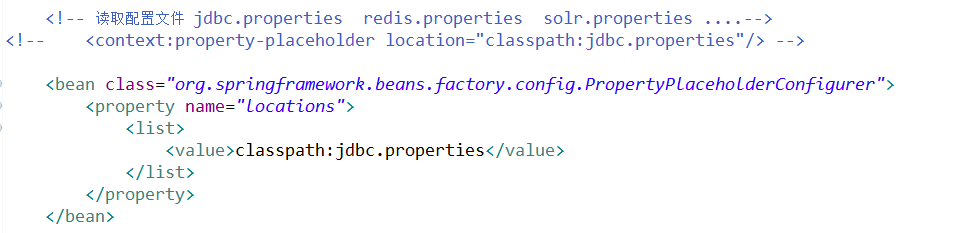 <!-- 读取配置文件 jdbc.properties  redis.properties  solr.properties ....-->
<!--    <context:property-placeholder location="classpath:jdbc.properties"/> -->
<bean class="org.springframework.beans.factory.config.PropertyPlaceholderConfigurer">
<property name="locations">
<list>
<value>classpath:jdbc.properties</value>
</list>
</property>
</bean>